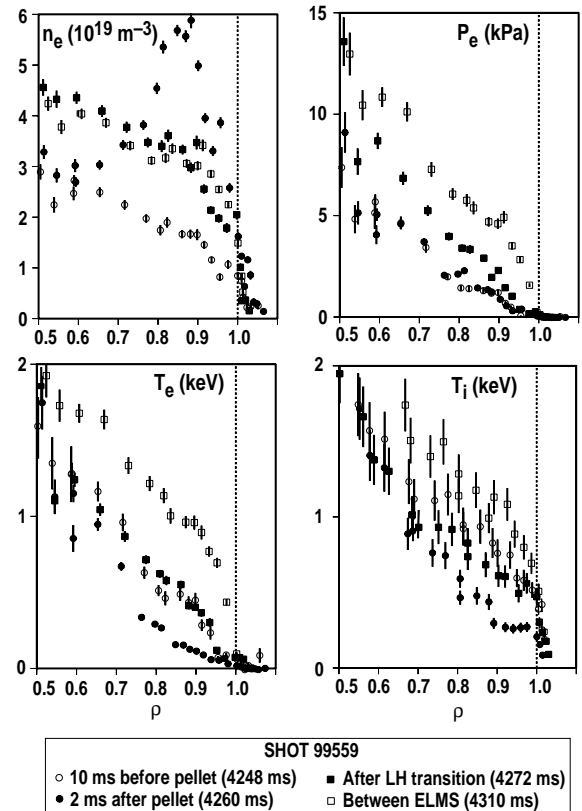 n_e (10^19 m^–3)
6
5
4
3
2
1
0
0.5 0.6 0.7 0.8 0.9 1.0
P_e (kPa)
15
10
5
0
0.5 0.6 0.7 0.8 0.9 1.0
T_e (keV)
2
1
0
0.5 0.6 0.7 0.8 0.9 1.0
ρ
T_i (keV)
2
1
0
0.5 0.6 0.7 0.8 0.9 1.0
ρ
SHOT 99559
○ 10 ms before pellet (4248 ms)
● 2 ms after pellet (4260 ms)
■ After LH transition (4272 ms)
□ Between ELMS (4310 ms)